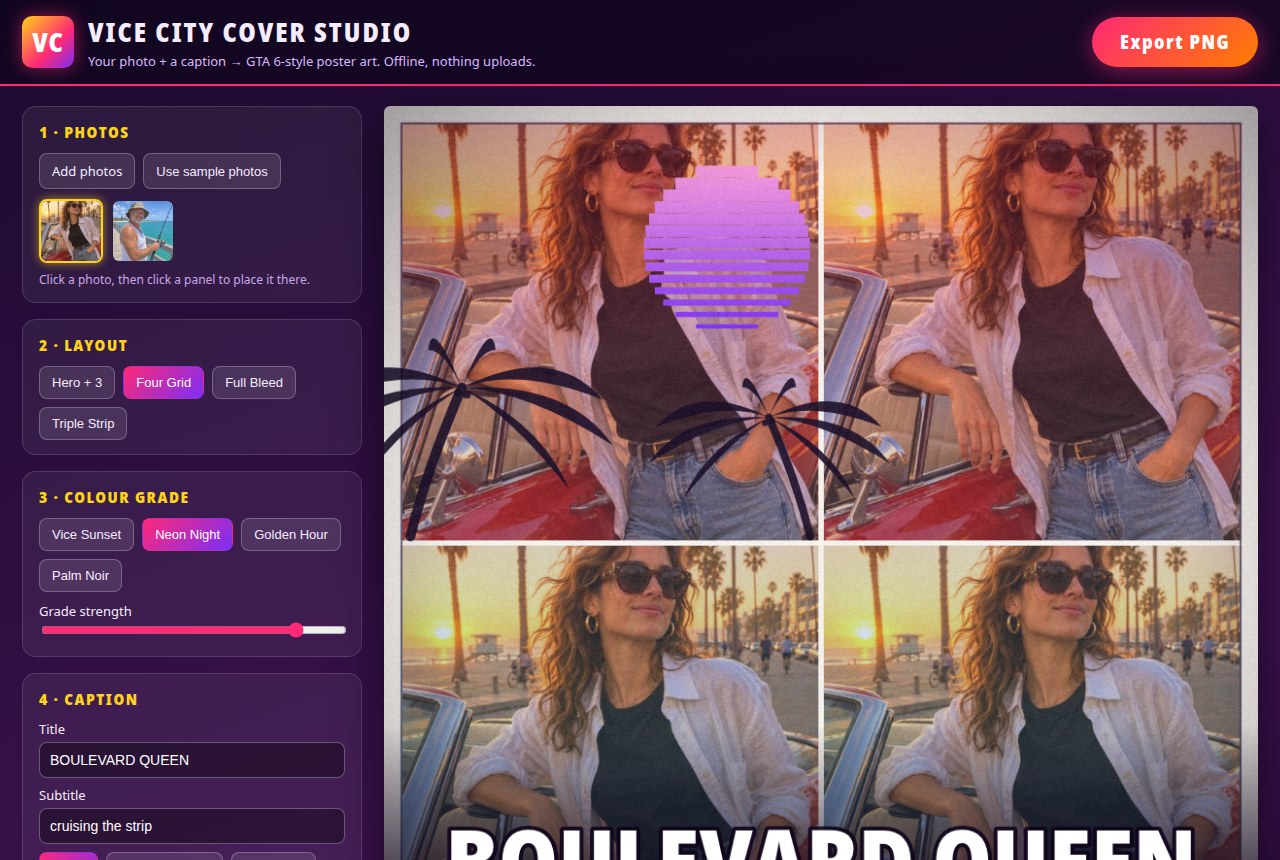 VC
VICE CITY COVER STUDIO
Your photo + a caption → GTA 6-style poster art. Offline, nothing uploads.
Export PNG
1 · PHOTOS
Add photos
Use sample photos
Click a photo, then click a panel to place it there.
2 · LAYOUT
Hero + 3
Four Grid
Full Bleed
Triple Strip
3 · COLOUR GRADE
Vice Sunset
Neon Night
Golden Hour
Palm Noir
Grade strength
4 · CAPTION
Title
BOULEVARD QUEEN
Subtitle
cruising the strip
BOULEVARD QUEEN